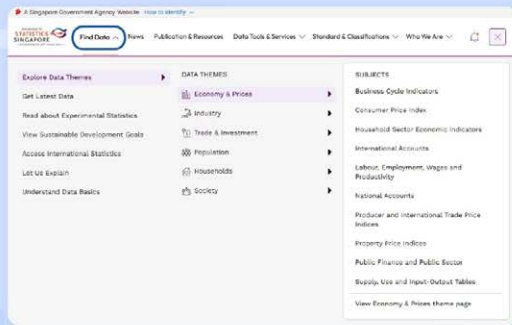 A Singapore Government Agency Website How to identify
STATISTICS SINGAPORE
Find Data News Publication & Resources Data Tools & Services Standard & Classifications Who We Are
Explore Data Themes
Get Latest Data
Read about Experimental Statistics
View Sustainable Development Goals
Access International Statistics
Let Us Explain
Understand Data Basics
DATA THEMES
Economy & Prices
Industry
Trade & Investment
Population
Households
Society
SUBJECTS
Business Cycle Indicators
Consumer Price Index
Household Sector Economic Indicators
International Accounts
Labour, Employment, Wages and
Productivity
National Accounts
Producer and International Trade Price
Indices
Property Price Indices
Public Finance and Public Sector
Supply, Use and Input-Output Tables
View Economy & Prices theme page